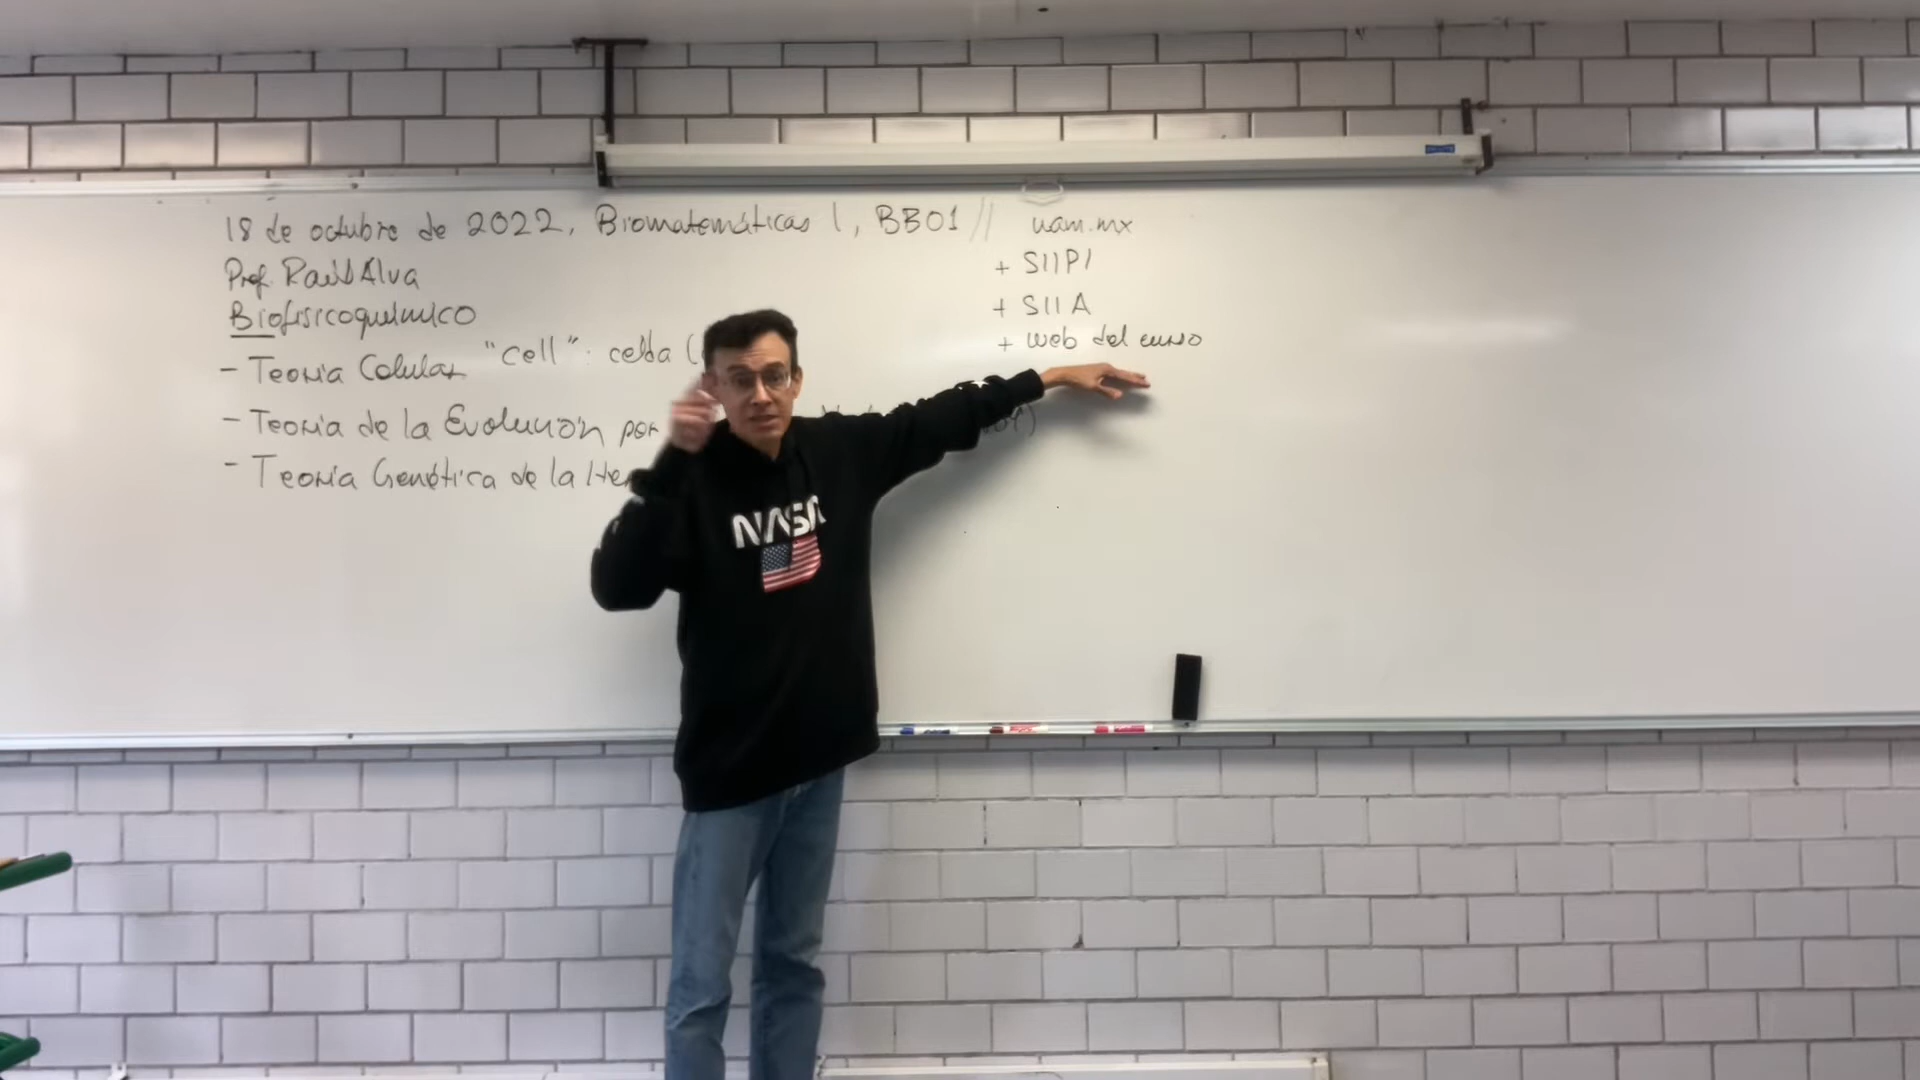 18 de octubre de 2022, Biomatemáticas I, BB01 // uam.mx
Prof. Raúl Alva
Biofisicoquímico
- Teoría Celular "cell": celda (
- Teoría de la Evolución por
- Teoría Genética de la He
+ SIIPI
+ SIIA
+ web del curso
NASA